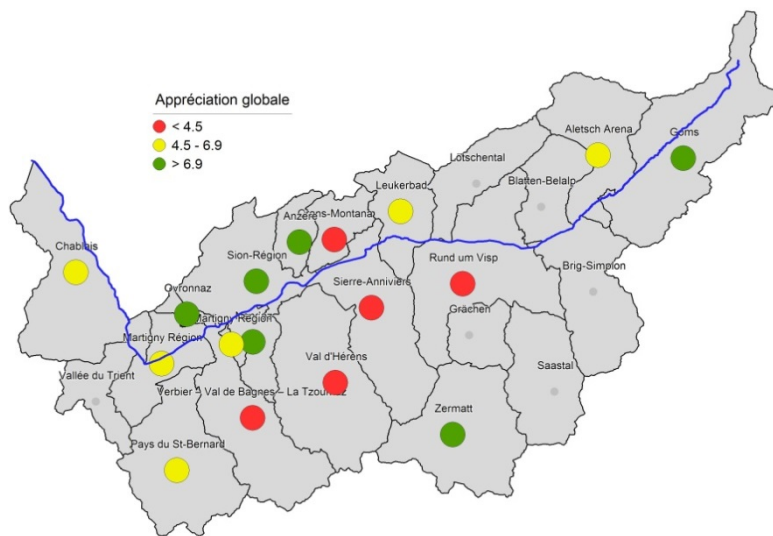 Appréciation globale
< 4.5
4.5 - 6.9
> 6.9
Aletsch Arena
Goms
Lötschental
Blatten-Belalp
Leukerbad
Crans-Montana
Anzère
Chablais
Sion-Région
Rund um Visp
Brig-Simplon
Sierre-Anniviers
Ovronnaz
Grächen
Martigny Région
Martigny Région
Val d'Hérens
Saastal
Vallée du Trient
Verbier – Val de Bagnes – La Tzoumaz
Zermatt
Pays du St-Bernard